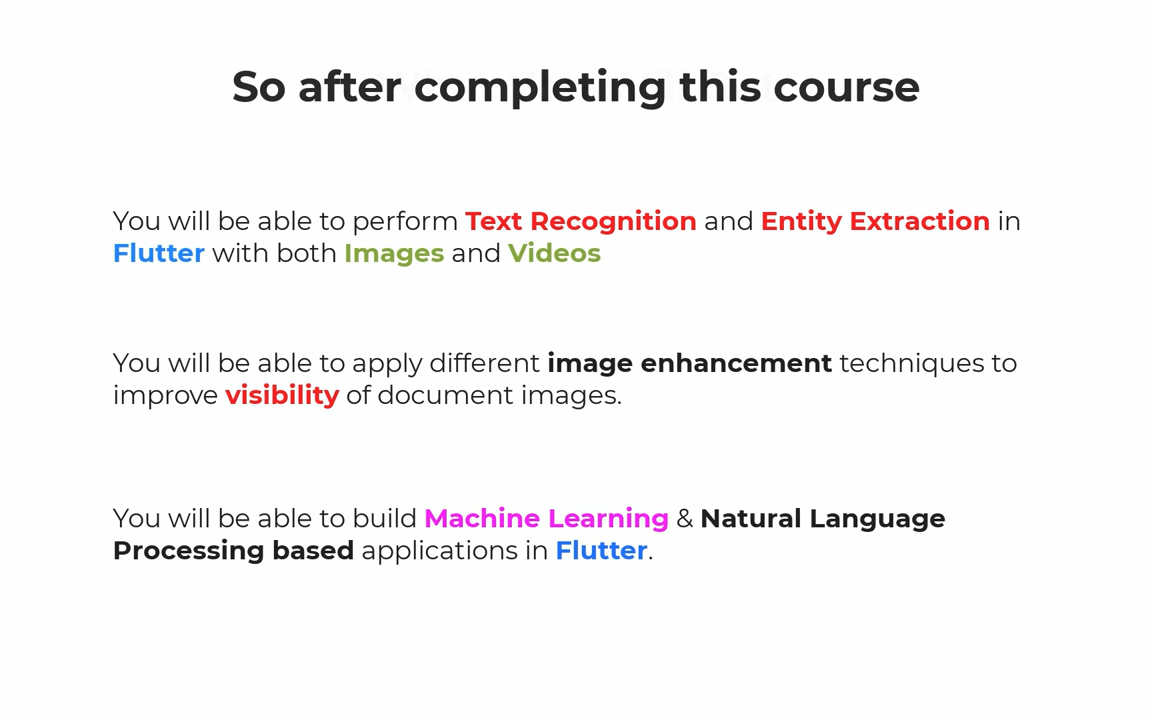 So after completing this course
You will be able to perform Text Recognition and Entity Extraction in
Flutter with both Images and Videos
You will be able to apply different image enhancement techniques to
improve visibility of document images.
You will be able to build Machine Learning & Natural Language
Processing based applications in Flutter.